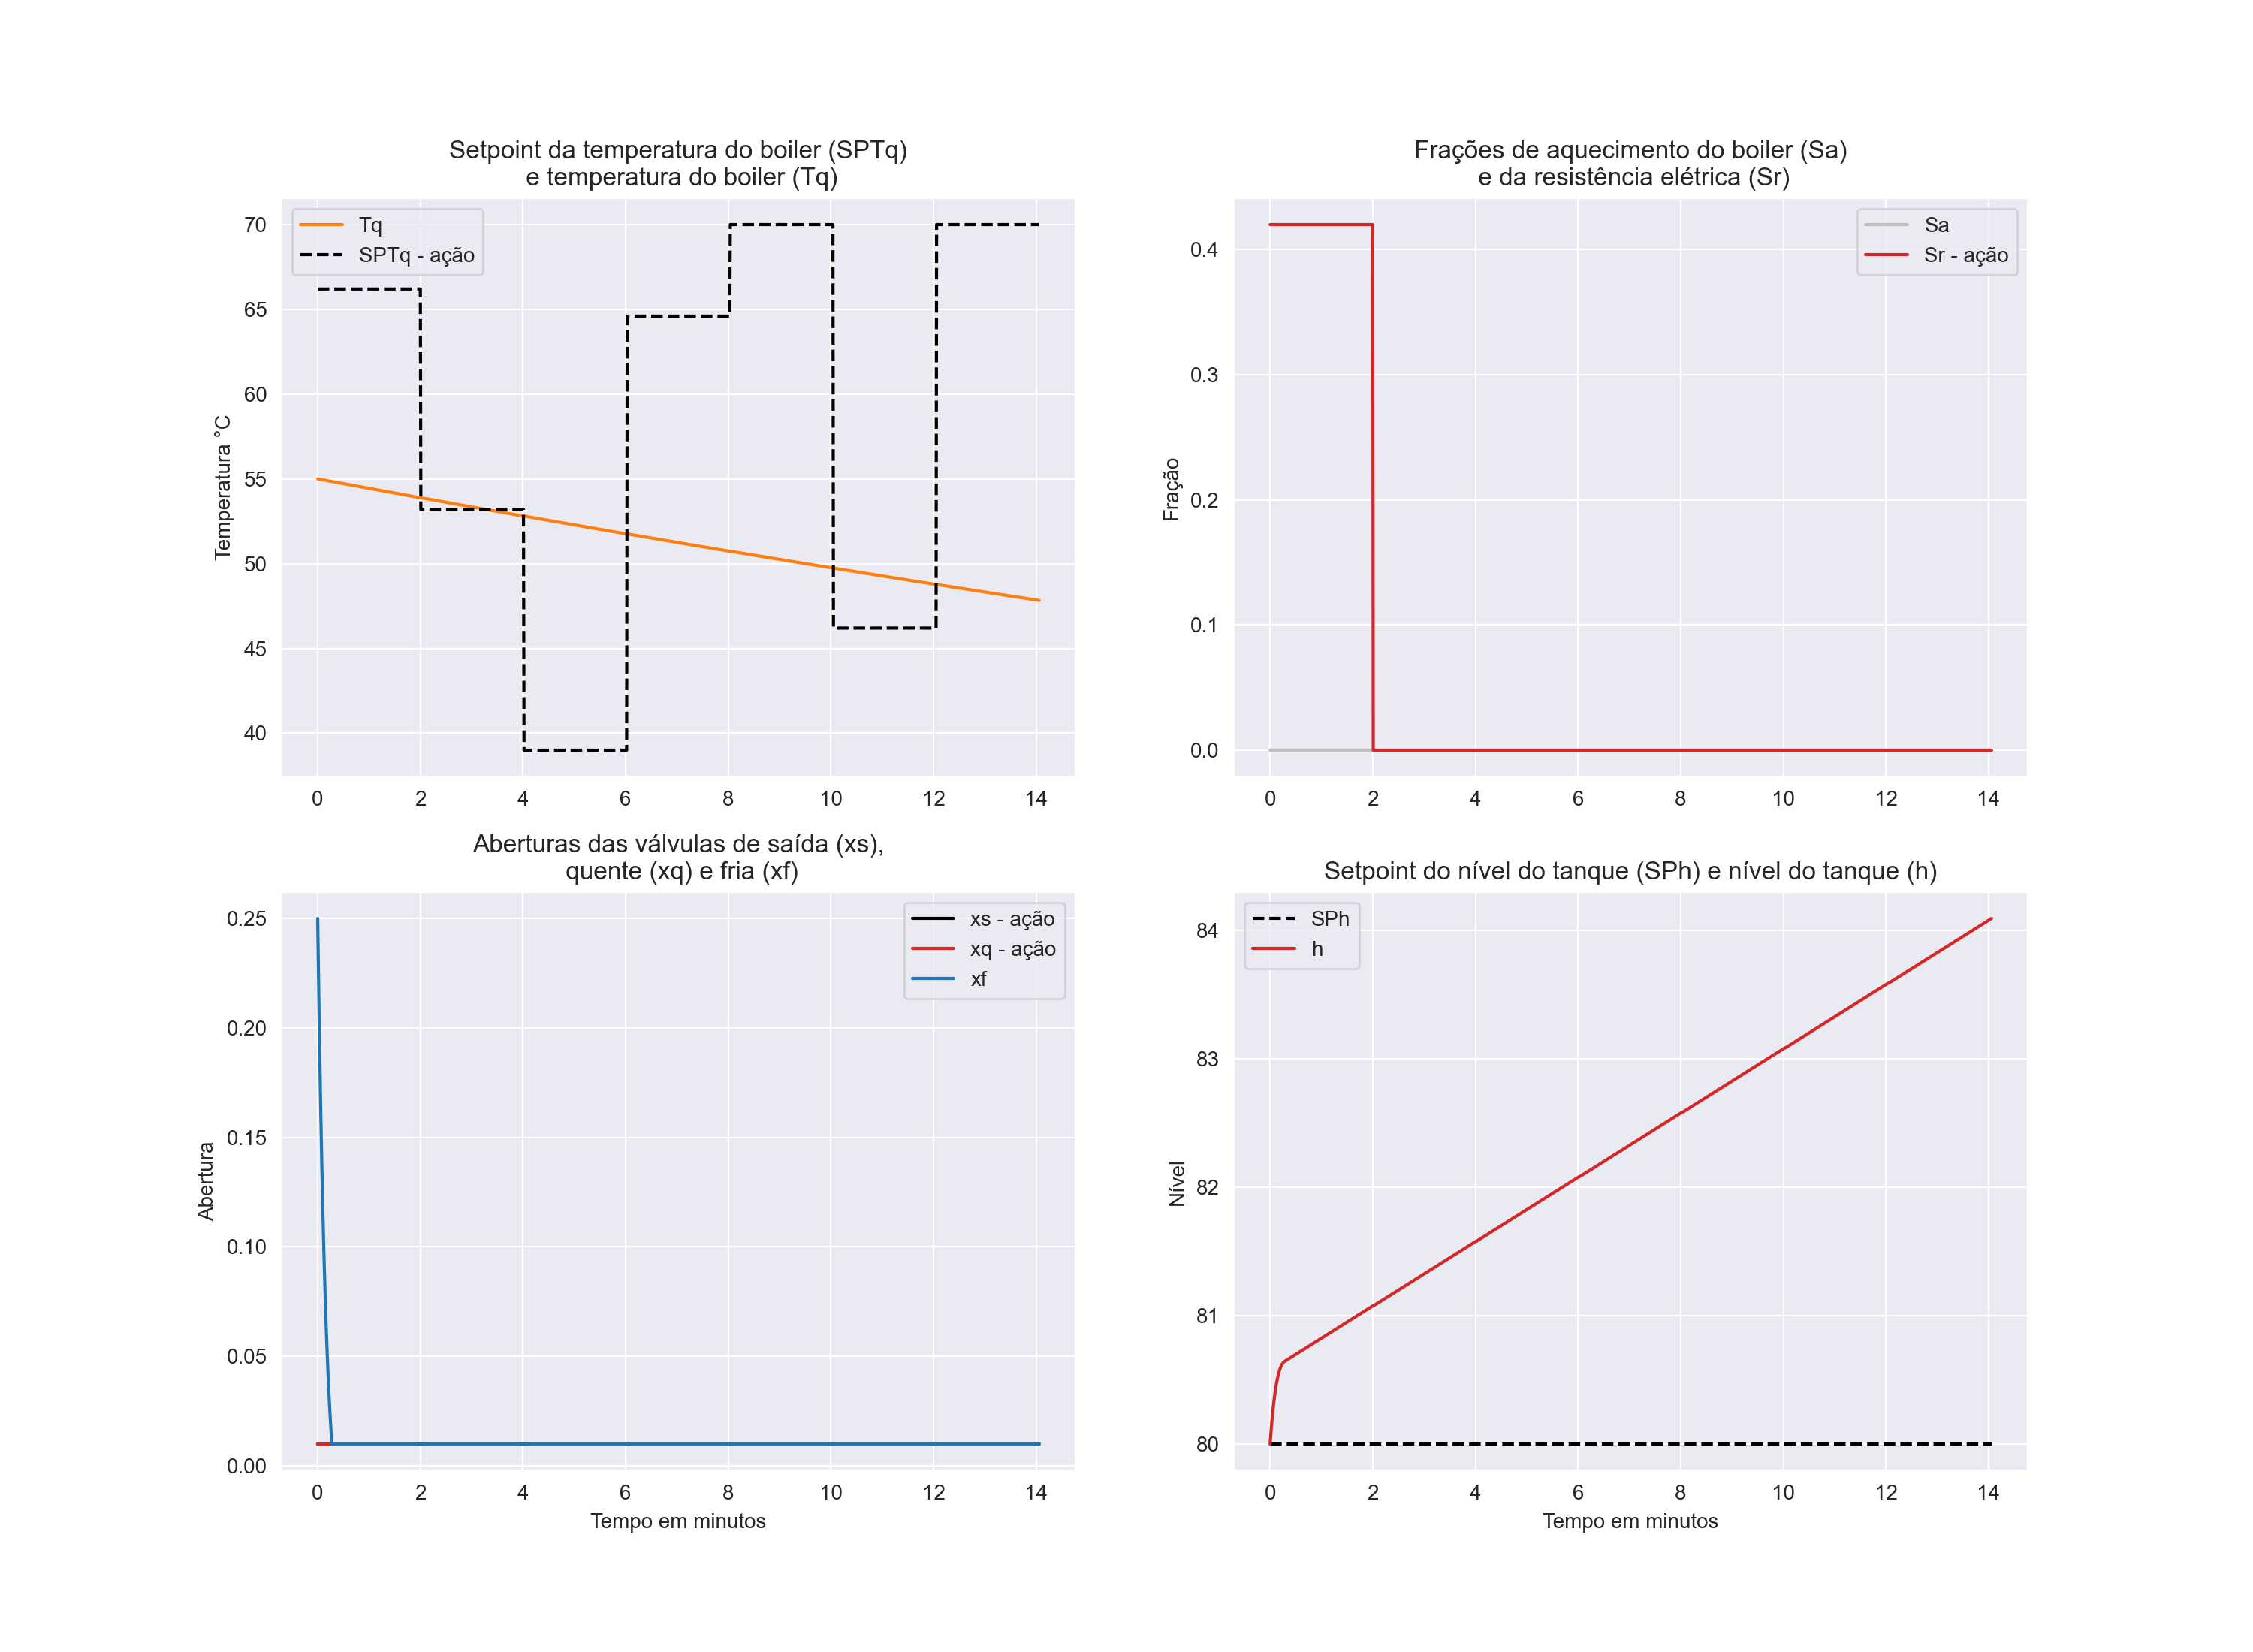 Setpoint da temperatura do boiler (SPTq)
e temperatura do boiler (Tq)
Temperatura °C
70
65
60
55
50
45
40
Tq
SPTq - ação
0 2 4 6 8 10 12 14
Frações de aquecimento do boiler (Sa)
e da resistência elétrica (Sr)
Fração
0.4
0.3
0.2
0.1
0.0
Sa
Sr - ação
0 2 4 6 8 10 12 14
Aberturas das válvulas de saída (xs),
quente (xq) e fria (xf)
Abertura
0.25
0.20
0.15
0.10
0.05
0.00
xs - ação
xq - ação
xf
0 2 4 6 8 10 12 14
Tempo em minutos
Setpoint do nível do tanque (SPh) e nível do tanque (h)
Nível
84
83
82
81
80
SPh
h
0 2 4 6 8 10 12 14
Tempo em minutos